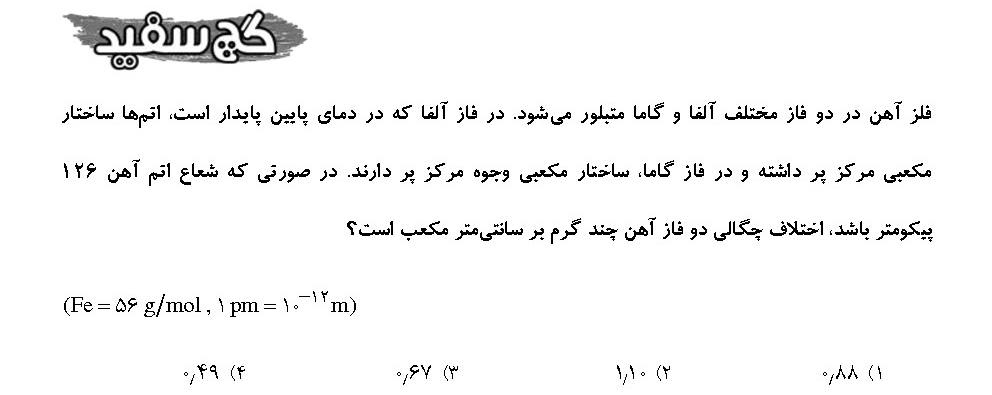 گچ سفید
فلز آهن در دو فاز مختلف آلفا و گاما متبلور می‌شود. در فاز آلفا که در دمای پایین پایدار است، اتم‌ها ساختار
مکعبی مرکز پر داشته و در فاز گاما، ساختار مکعبی وجوه مرکز پر دارند. در صورتی که شعاع اتم آهن ۱۲۶
پیکومتر باشد، اختلاف چگالی دو فاز آهن چند گرم بر سانتی‌متر مکعب است؟
(Fe = ۵۶ g/mol , ۱ pm = ۱۰^−۱۲ m)
۱) ۰٫۸۸ ۲) ۱٫۱۰ ۳) ۰٫۶۷ ۴) ۰٫۴۹